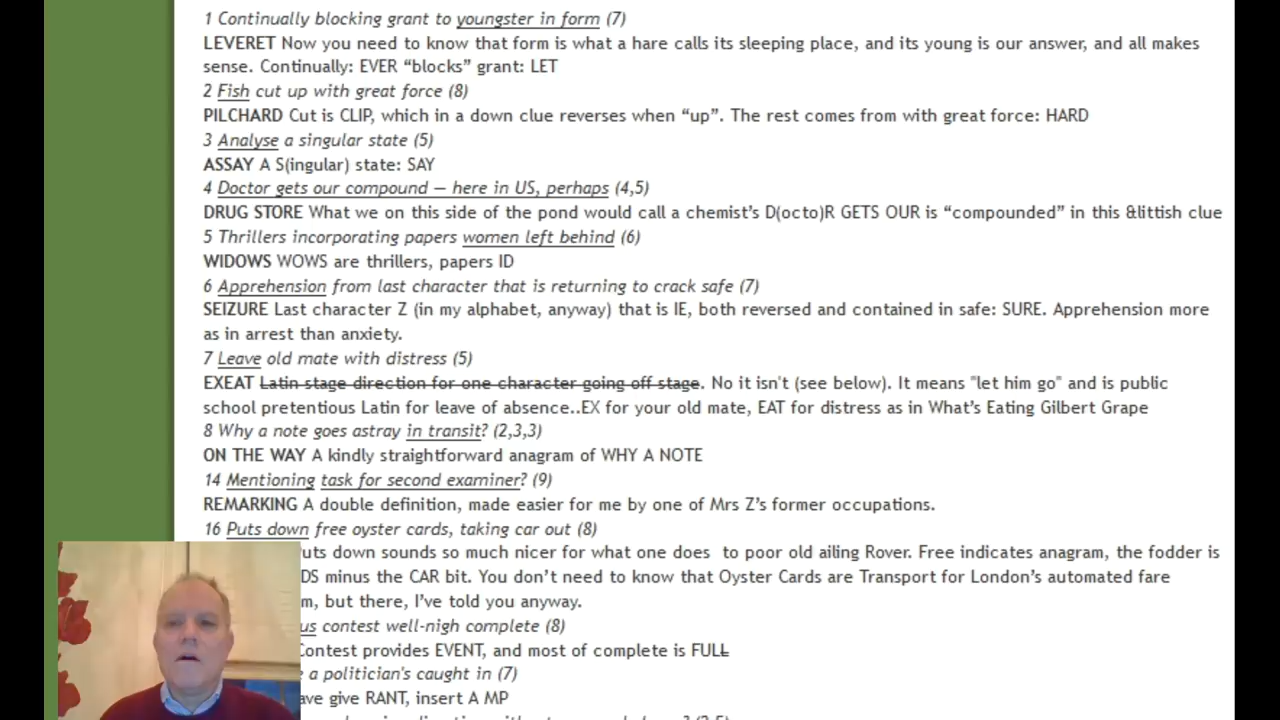 1 Continually blocking grant to youngster in form (7)
LEVERET Now you need to know that form is what a hare calls its sleeping place, and its young is our answer, and all makes
sense. Continually: EVER “blocks” grant: LET
2 Fish cut up with great force (8)
PILCHARD Cut is CLIP, which in a down clue reverses when “up”. The rest comes from with great force: HARD
3 Analyse a singular state (5)
ASSAY A S(ingular) state: SAY
4 Doctor gets our compound — here in US, perhaps (4,5)
DRUG STORE What we on this side of the pond would call a chemist’s D(octo)R GETS OUR is “compounded” in this &littish clue
5 Thrillers incorporating papers women left behind (6)
WIDOWS WOWS are thrillers, papers ID
6 Apprehension from last character that is returning to crack safe (7)
SEIZURE Last character Z (in my alphabet, anyway) that is IE, both reversed and contained in safe: SURE. Apprehension more
as in arrest than anxiety.
7 Leave old mate with distress (5)
EXEAT Latin stage direction for one character going off stage. No it isn't (see below). It means "let him go" and is public
school pretentious Latin for leave of absence..EX for your old mate, EAT for distress as in What’s Eating Gilbert Grape
8 Why a note goes astray in transit? (2,3,3)
ON THE WAY A kindly straightforward anagram of WHY A NOTE
14 Mentioning task for second examiner? (9)
REMARKING A double definition, made easier for me by one of Mrs Z’s former occupations.
16 Puts down free oyster cards, taking car out (8)
uts down sounds so much nicer for what one does to poor old ailing Rover. Free indicates anagram, the fodder is
DS minus the CAR bit. You don’t need to know that Oyster Cards are Transport for London’s automated fare
m, but there, I’ve told you anyway.
us contest well-nigh complete (8)
Contest provides EVENT, and most of complete is FULL
a politician's caught in (7)
ave give RANT, insert A MP